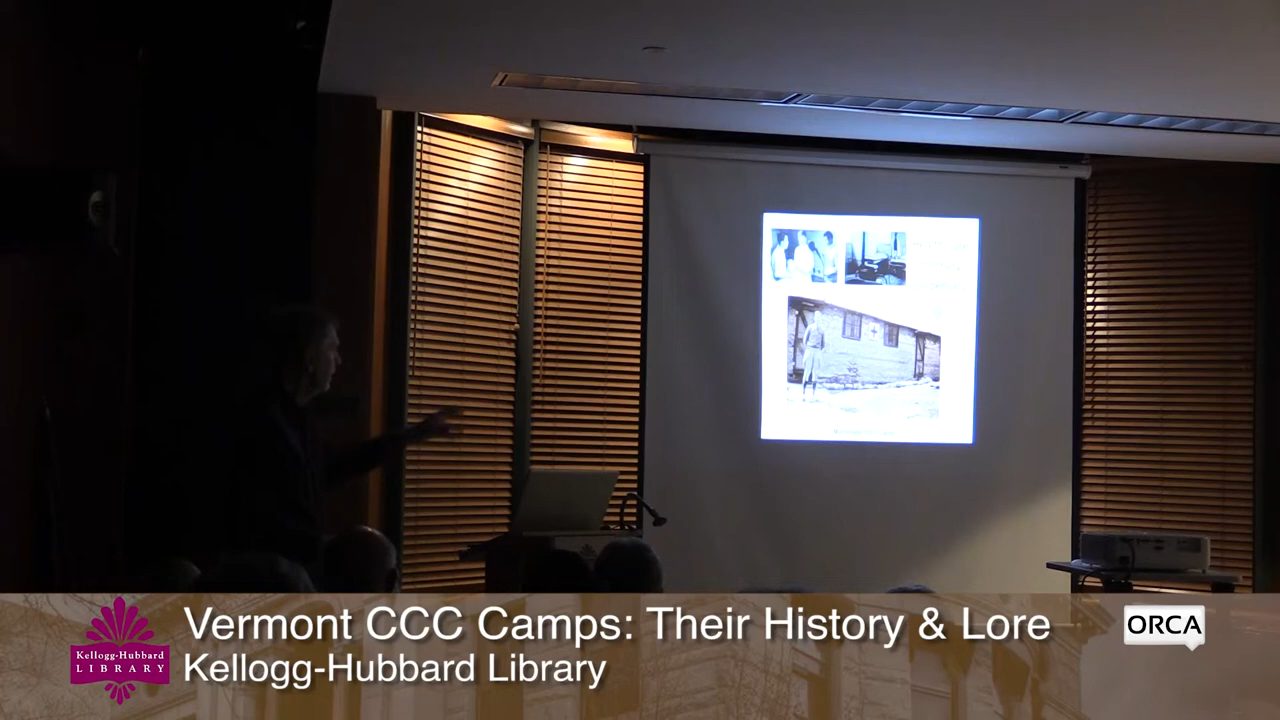 Vermont CCC Camps: Their History & Lore
Kellogg-Hubbard Library
Kellogg-Hubbard
LIBRARY
ORCA